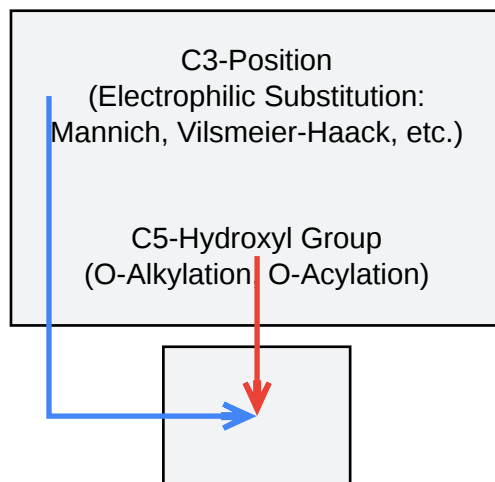 C3-Position
(Electrophilic Substitution:
Mannich, Vilsmeier-Haack, etc.)
C5-Hydroxyl Group
(O-Alkylation, O-Acylation)